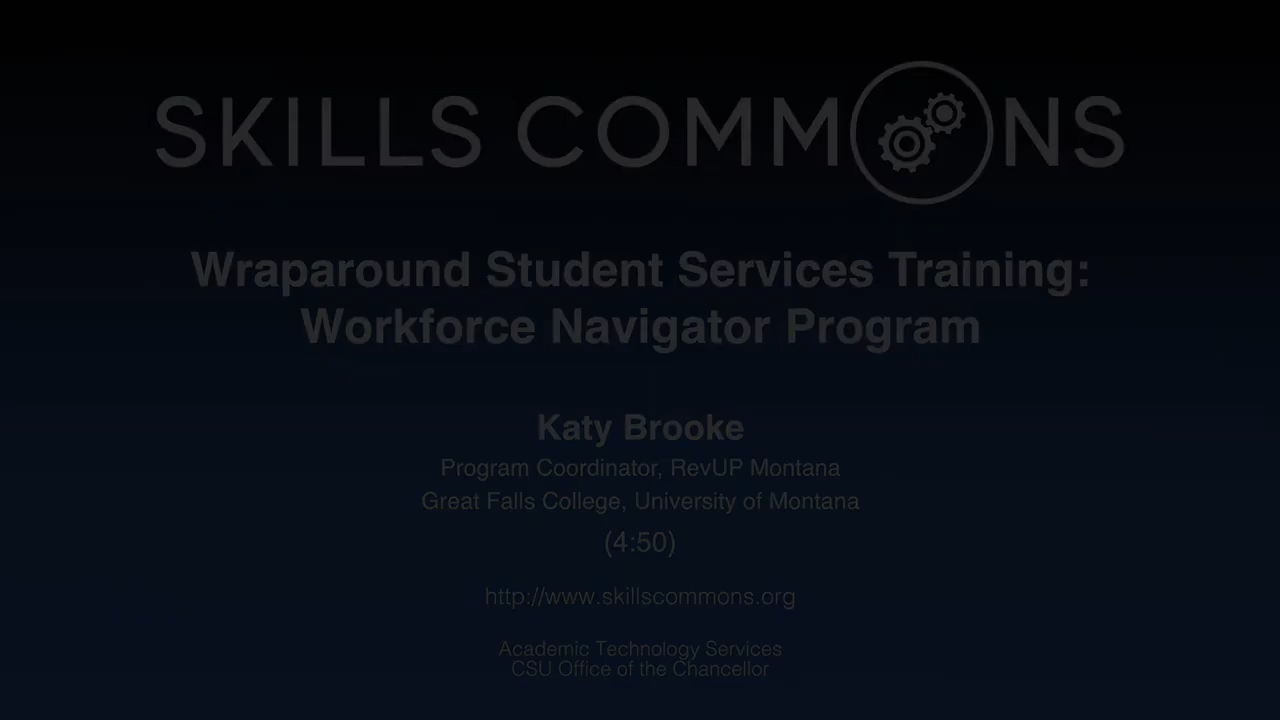 SKILLS COMMONS
Wraparound Student Services Training:
Workforce Navigator Program
Katy Brooke
Program Coordinator, RevUP Montana
Great Falls College, University of Montana
(4:50)
http://www.skillscommons.org
Academic Technology Services
CSU Office of the Chancellor